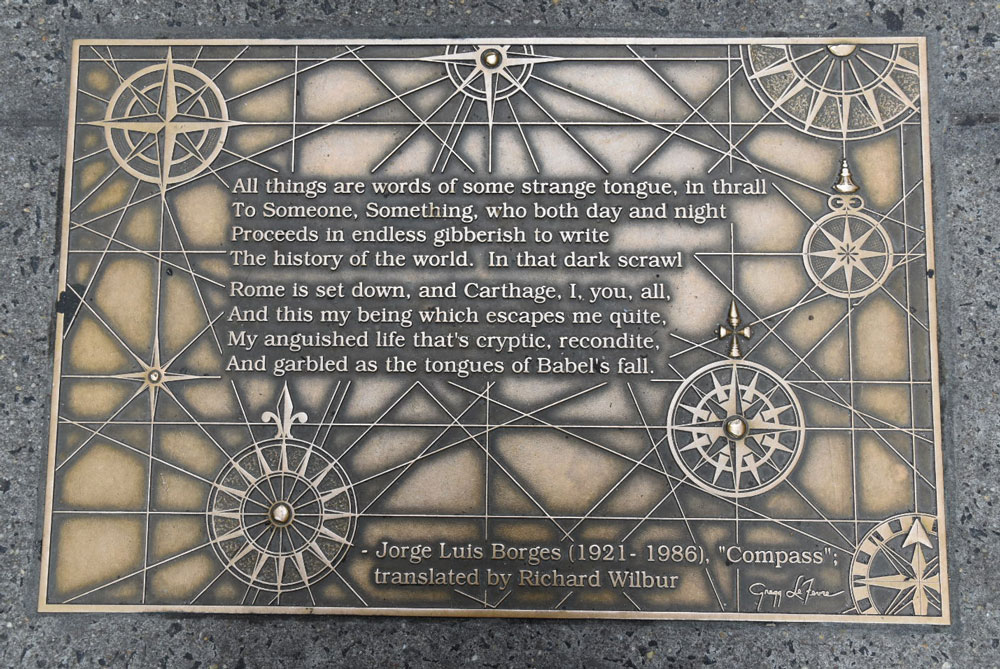 All things are words of some strange tongue, in thrall
To Someone, Something, who both day and night
Proceeds in endless gibberish to write
The history of the world. In that dark scrawl
Rome is set down, and Carthage, I, you, all,
And this my being which escapes me quite,
My anguished life that's cryptic, recondite,
And garbled as the tongues of Babel's fall.
- Jorge Luis Borges (1921- 1986), "Compass";
translated by Richard Wilbur
Gregg LeFevre